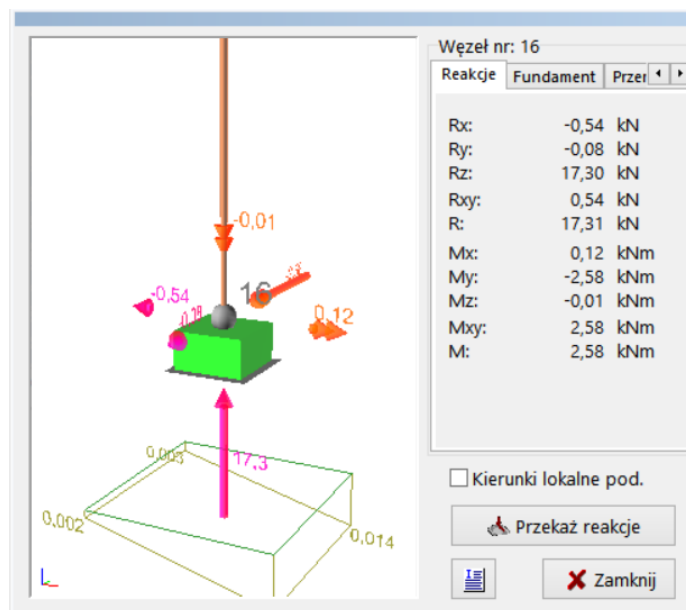 Węzeł nr: 16
Reakcje Fundament Przer
Rx: -0,54 kN
Ry: -0,08 kN
Rz: 17,30 kN
Rxy: 0,54 kN
R: 17,31 kN
Mx: 0,12 kNm
My: -2,58 kNm
Mz: -0,01 kNm
Mxy: 2,58 kNm
M: 2,58 kNm
Kierunki lokalne pod.
Przekaż reakcje
Zamknij
-0,01
16
-0,54
0,12
17,3
0.003
0.002
0.014